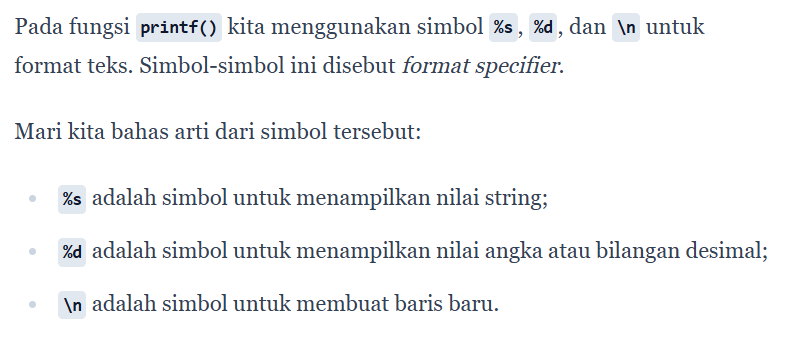 Pada fungsi printf() kita menggunakan simbol %s, %d, dan \n untuk
format teks. Simbol-simbol ini disebut format specifier.
Mari kita bahas arti dari simbol tersebut:
• %s adalah simbol untuk menampilkan nilai string;
• %d adalah simbol untuk menampilkan nilai angka atau bilangan desimal;
• \n adalah simbol untuk membuat baris baru.